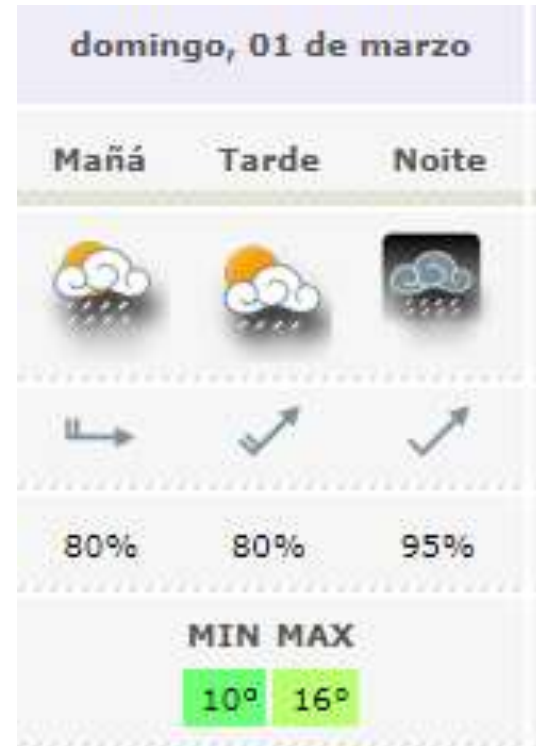 domingo, 01 de marzo
Mañá Tarde Noite
80% 80% 95%
MIN MAX
10º 16º